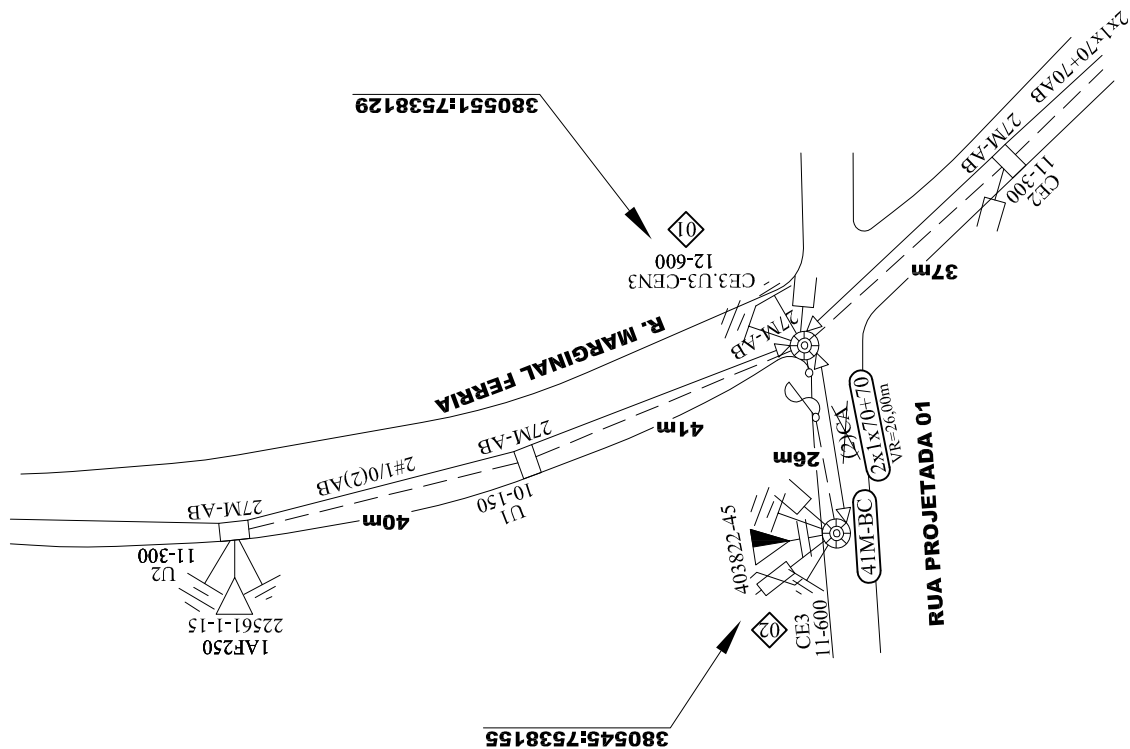 380551:7538129
2x1x70+70AB
27M-AB
11-300
CE2
37m
01
12-600
CE3.U3-CEN3
27M-AB
R. MARGINAL FERRIA
41m
27M-AB
2#1/0(2)AB
10-150
U1
40m
27M-AB
11-300
U2
22561-1-15
1AF250
(2)CA
2x1x70+70
VR=26,00m
26m
41M-BC
RUA PROJETADA 01
403822-45
02
CE3
11-600
380545:7538155